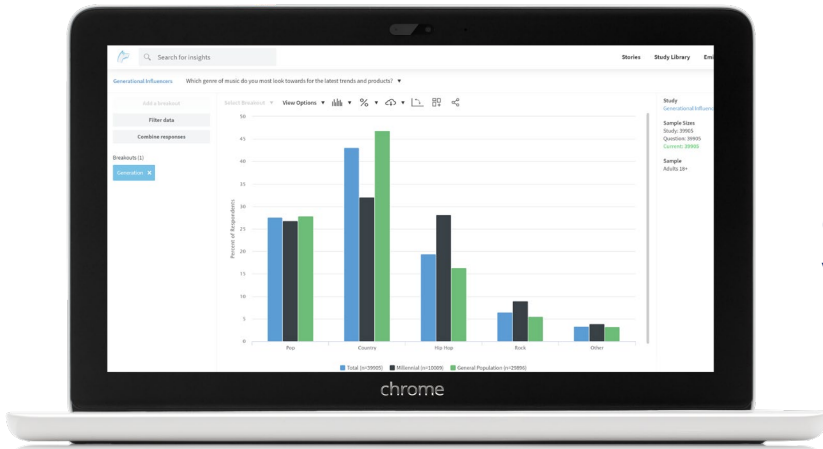 Search for insights
Stories Study Library
Generational Influencers Which genre of music do you most look towards for the latest trends and products?
Add a breakout
Filter data
Combine responses
Breakouts (1)
Generation ×
Select Breakout View Options %
Percent of Respondents
50
45
40
35
30
25
20
15
10
5
0
Pop Country Hip Hop Rock Other
Total (n=39905) Millennial (n=10009) General Population (n=29896)
Study
Generational Influenc
Sample Sizes
Study: 39905
Question: 39905
Current: 39905
Sample
Adults 18+
chrome